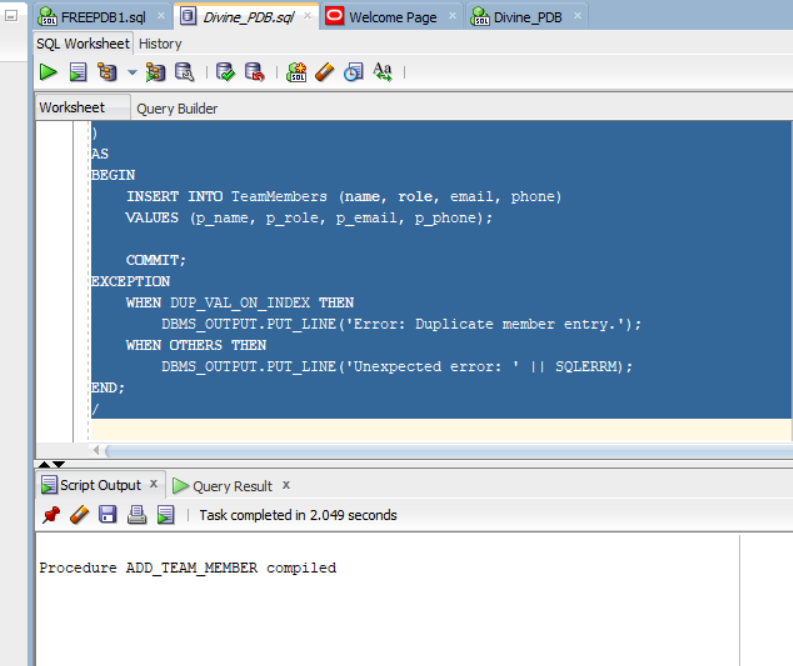 FREEPDB1.sql Divine_PDB.sql Welcome Page Divine_PDB
SQL Worksheet History
Worksheet Query Builder
)
AS
BEGIN
INSERT INTO TeamMembers (name, role, email, phone)
VALUES (p_name, p_role, p_email, p_phone);
COMMIT;
EXCEPTION
WHEN DUP_VAL_ON_INDEX THEN
DBMS_OUTPUT.PUT_LINE('Error: Duplicate member entry.');
WHEN OTHERS THEN
DBMS_OUTPUT.PUT_LINE('Unexpected error: ' || SQLERRM);
END;
/
Script Output x Query Result x
Task completed in 2.049 seconds
Procedure ADD_TEAM_MEMBER compiled